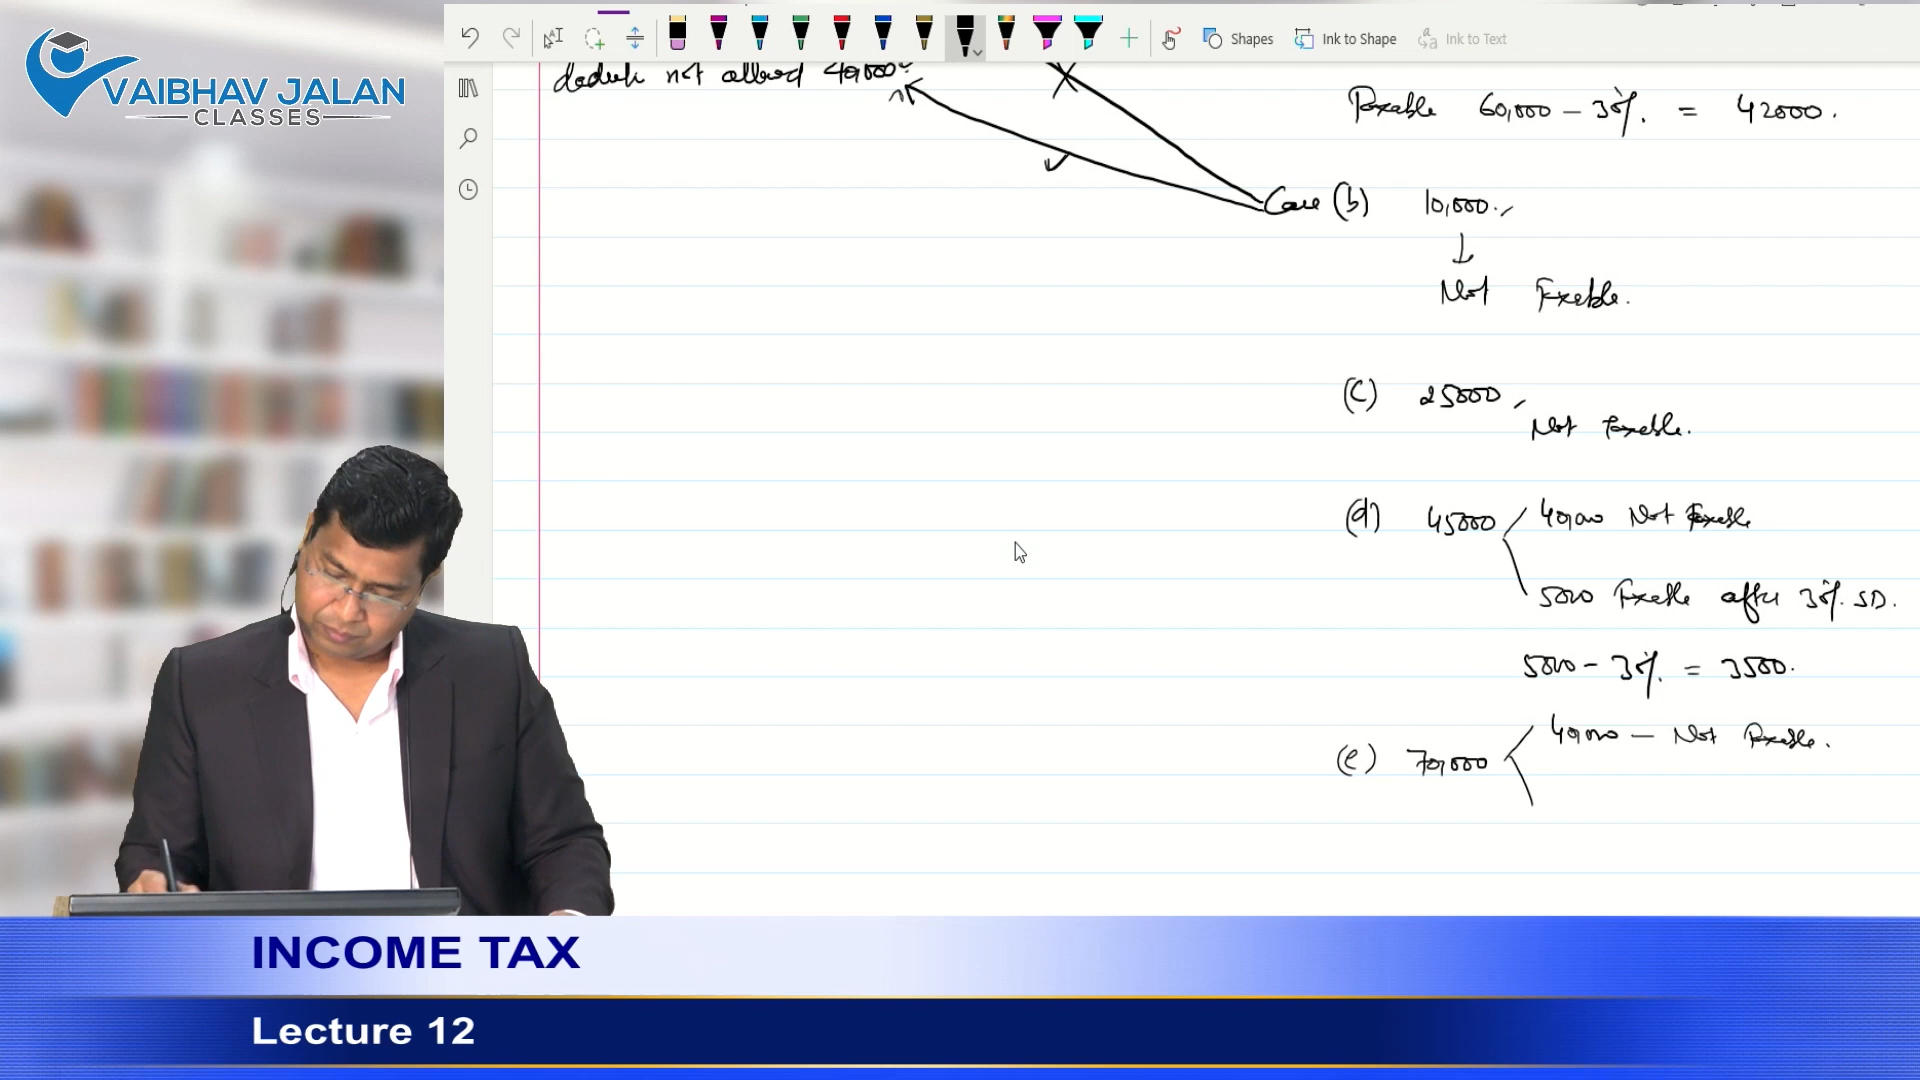 VAIBHAV JALAN
CLASSES
Shapes
Ink to Shape
Ink to Text
deduct not allowed 40,000
Taxable 60,000 - 30%. = 42000.
Case (b) 10,000.
Not Taxable.
(c) 25000,
Not Taxable.
(d) 45000
40,000 Not Taxable
5000 Taxable after 30%. SD.
5000 - 30%. = 3500.
(e) 70,000
40,000 — Not Taxable.
INCOME TAX
Lecture 12